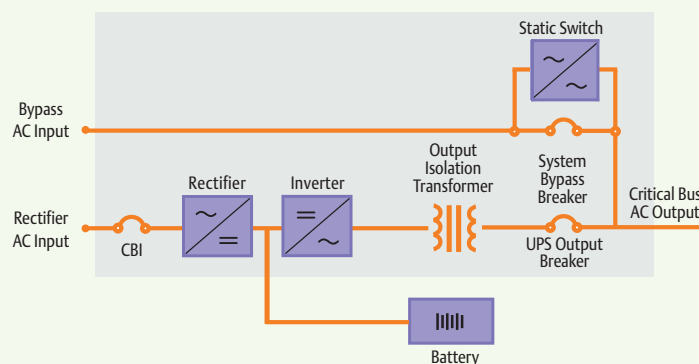 Static Switch
Bypass
AC Input
Output
Isolation
Transformer
System
Bypass
Breaker
Rectifier
Inverter
Critical Bus
AC Output
Rectifier
AC Input
CBI
UPS Output
Breaker
Battery